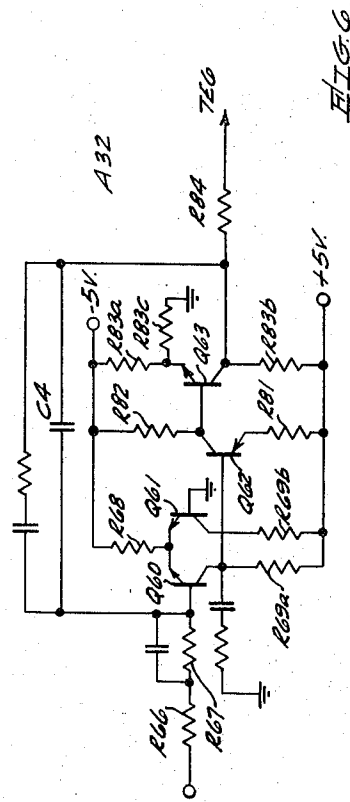 A32
FIG. 6
C4
-5V.
R83a
R83c
R82
R68
Q61
Q60
Q63
R84
7E6
R66
R67
Q62
R81
R83b
R69b
R69a
+5V.